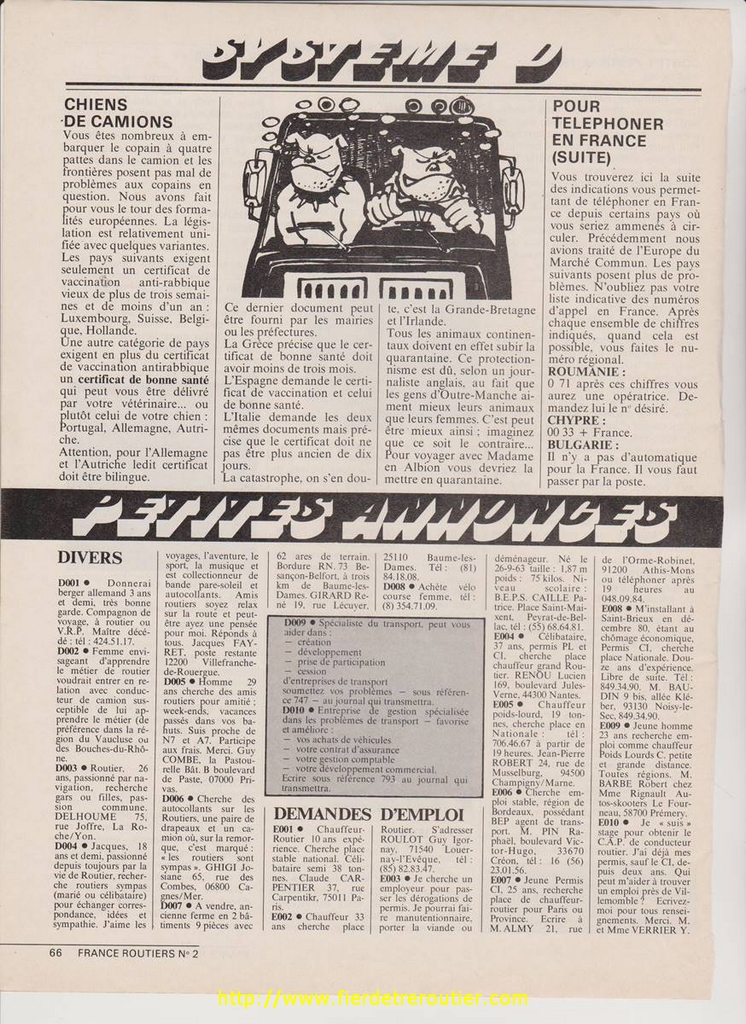 SYSTEME D
CHIENS
DE CAMIONS
Vous êtes nombreux à em-
barquer le copain à quatre
pattes dans le camion et les
frontières posent pas mal de
problèmes aux copains en
question. Nous avons fait
pour vous le tour des forma-
lités européennes. La légis-
lation est relativement uni-
fiée avec quelques variantes.
Les pays suivants exigent
seulement un certificat de
vaccination anti-rabbique
vieux de plus de trois semai-
nes et de moins d'un an :
Luxembourg, Suisse, Belgi-
que, Hollande.
Une autre catégorie de pays
exigent en plus du certificat
de vaccination antirabbique
un certificat de bonne santé
qui peut vous être délivré
par votre vétérinaire... ou
plutôt celui de votre chien :
Portugal, Allemagne, Autri-
che.
Attention, pour l'Allemagne
et l'Autriche ledit certificat
doit être bilingue.
Ce dernier document peut
être fourni par les mairies
ou les préfectures.
La Grèce précise que le cer-
tificat de bonne santé doit
avoir moins de trois mois.
L'Espagne demande le certi-
ficat de vaccination et celui
de bonne santé.
L'Italie demande les deux
mêmes documents mais pré-
cise que le certificat doit ne
pas être plus ancien de dix
jours.
La catastrophe, on s'en dou-
te, c'est la Grande-Bretagne
et l'Irlande.
Tous les animaux continen-
taux doivent en effet subir la
quarantaine. Ce protection-
nisme est dû, selon un jour-
naliste anglais, au fait que
les gens d'Outre-Manche ai-
ment mieux leurs animaux
que leurs femmes. C'est peut
être mieux ainsi ; imaginez
que ce soit le contraire...
Pour voyager avec Madame
en Albion vous devriez la
mettre en quarantaine.
POUR
TELEPHONER
EN FRANCE
(SUITE)
Vous trouverez ici la suite
des indications vous permet-
tant de téléphoner en Fran-
ce depuis certains pays où
vous seriez ammenés à cir-
culer. Précédemment nous
avions traité de l'Europe du
Marché Commun. Les pays
suivants posent plus de pro-
blèmes. N'oubliez pas votre
liste indicative des numéros
d'appel en France. Après
chaque ensemble de chiffres
indiqués, quand cela est
possible, vous faites le nu-
méro régional.
ROUMANIE :
0 71 après ces chiffres vous
aurez une opératrice. De-
mandez lui le n° désiré.
CHYPRE :
00 33 + France.
BULGARIE :
Il n'y a pas d'automatique
pour la France. Il vous faut
passer par la poste.
PETITES ANNONCES
DIVERS
D001 ● Donnerai
berger allemand 3 ans
et demi, très bonne
garde. Compagnon de
voyage, à routier ou
V.R.P. Maître décé-
dé : tél : 424.51.17.
D002 ● Femme envi-
sageant d'apprendre
le métier de routier
voudrait entrer en re-
lation avec conduc-
teur de camion sus-
ceptible de lui ap-
prendre le métier (de
préférence dans la ré-
gion du Vaucluse ou
des Bouches-du-Rhô-
ne.
D003 ● Routier, 26
ans, passionné par na-
vigation, recherche
gars ou filles, pas-
sion commune.
DELHOUME 75,
rue Joffre, La Ro-
che/Yon.
D004 ● Jacques, 18
ans et demi, passionné
depuis toujours par la
vie de Routier, recher-
che routiers sympas
(marié ou célibataire)
pour échanger corres-
pondance, idées et
sympathie. J'aime les
voyages, l'aventure, le
sport, la musique et
est collectionneur de
bande pare-soleil et
autocollants. Amis
routiers soyez relax
sur la route et peut-
être ayez une pensée
pour moi. Réponds à
tous. Jacques FAY-
RET, poste restante
12200 Villefranche-
de-Rouergue.
D005 ● Homme 29
ans cherche des amis
routiers pour amitié ;
week-ends, vacances
passés dans vos ba-
huts. Suis proche de
N7 et A7. Participe
aux frais. Merci. Guy
COMBE, la Pastou-
relle Bât. B boulevard
de Paste, 07000 Pri-
vas.
D006 ● Cherche des
autocollants sur les
Routiers, une paire de
drapeaux et un ca-
mion où, sur la remor-
que, c'est marqué :
« les routiers sont
sympas ». GHIGI Jo-
siane 65, rue des
Combes, 06800 Ca-
gnes/Mer.
D007 ● A vendre, an-
cienne ferme en 2 bâ-
timents 9 pièces avec
62 ares de terrain.
Bordure RN. 73 Be-
sançon-Belfort, à trois
km de Baume-les-
Dames. GIRARD Re-
né 19, rue Lécuyer.
25110 Baume-les-
Dames. Tél : (81)
84.18.08.
D008 ● Achète vélo
course femme. tél :
(8) 354.71.09.
D009 ● Spécialiste du transport, peut vous
aider dans :
– création
– développement
– prise de participation
– cession
d'entreprises de transport
soumettez vos problèmes – sous référen-
ce 747 – au journal qui transmettra.
D010 ● Entreprise de gestion spécialisée
dans les problèmes de transport – favorise
et améliore :
– vos achats de véhicules
– votre contrat d'assurance
– votre gestion comptable
– votre développement commercial.
Ecrire sous référence 793 au journal qui
transmettra.
DEMANDES D'EMPLOI
E001 ● Chauffeur-
Routier 10 ans expé-
rience. Cherche place
stable national. Céli-
bataire semi 38 ton-
nes. Claude CAR-
PENTIER 37, rue
Carpentikr, 75011 Pa-
ris.
E002 ● Chauffeur 33
ans cherche place
Routier. S'adresser
ROULOT Guy Igor-
nay, 71540 Louer-
nay-l'Evêque, tél :
(85) 82.83.47.
E003 ● Je cherche un
employeur pour pas-
ser les dérogations de
permis. Je pourrai fai-
re manutentionnaire,
porter la viande ou
déménageur. Né le
26-9-63 taille : 1,87 m
poids : 75 kilos. Ni-
veau scolaire :
B.E.P.S. CAILLE Pa-
trice. Place Saint-Mai-
xent, Peyrat-de-Bel-
lac, tél : (55) 68.64.81.
E004 ● Célibataire,
37 ans, permis PL et
CI, cherche place
chauffeur grand Rou-
tier. RENOU Lucien
169, boulevard Jules-
Verne, 44300 Nantes.
E005 ● Chauffeur
poids-lourd, 19 ton-
nes, cherche place en
Nationale : tél :
706.46.67 à partir de
19 heures. Jean-Pierre
ROBERT 24, rue de
Musselburg, 94500
Champigny/Marne.
E006 ● Cherche em-
ploi stable, région de
Bordeaux, possédant
BEP agent de trans-
port. M. PIN Ra-
phaël, boulevard Vic-
tor-Hugo, 33670
Créon. tél : 16 (56)
23.01.56.
E007 ● Jeune Permis
CI, 25 ans, recherche
place de chauffeur-
routier pour Paris ou
Province. Ecrire à
M. ALMY 21, rue
de l'Orme-Robinet,
91200 Athis-Mons
ou téléphoner après
19 heures au
048.09.84.
E008 ● M'installant à
Saint-Brieux en dé-
cembre 80, étant au
chômage économique,
Permis CI, cherche
place Nationale. Dou-
ze ans d'expérience.
Libre de suite. Tél :
849.34.90. M. BAU-
DIN 9 bis, allée Klé-
ber, 93130 Noisy-le-
Sec, 849.34.90.
E009 ● Jeune homme
23 ans recherche em-
ploi comme chauffeur
Poids Lourds C. petite
et grande distance.
Toutes régions. M.
BARBE Robert chez
Mme Rignault Au-
tos-skooters Le Four-
neau, 58700 Prémery.
E010 ● Je « suis »
stage pour obtenir le
C.A.P. de conducteur
routier. J'ai déjà mes
permis, sauf le CI, de-
puis deux ans. Qui
peut m'aider à trouver
un emploi près de Vil-
lemomble ? Ecrivez-
moi pour tous rensei-
gnements. Merci. M.
et Mme VERRIER Y.
66 FRANCE ROUTIERS N° 2
http://www.fierdetreroutier.com